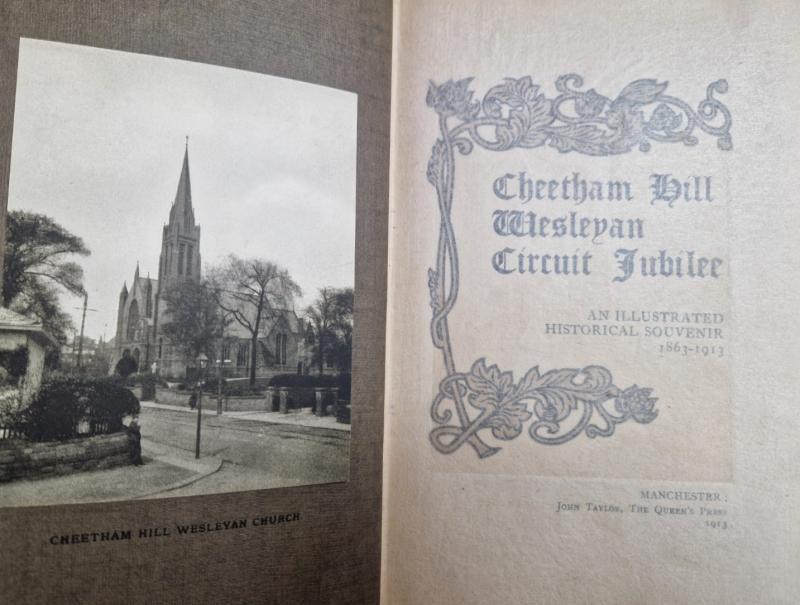 CHEETHAM HILL WESLEYAN CHURCH.
Cheetham Hill
Wesleyan
Circuit Jubilee
AN ILLUSTRATED
HISTORICAL SOUVENIR
1863-1913
MANCHESTER:
JOHN TAYLOR, THE QUEEN'S PRESS
1913.